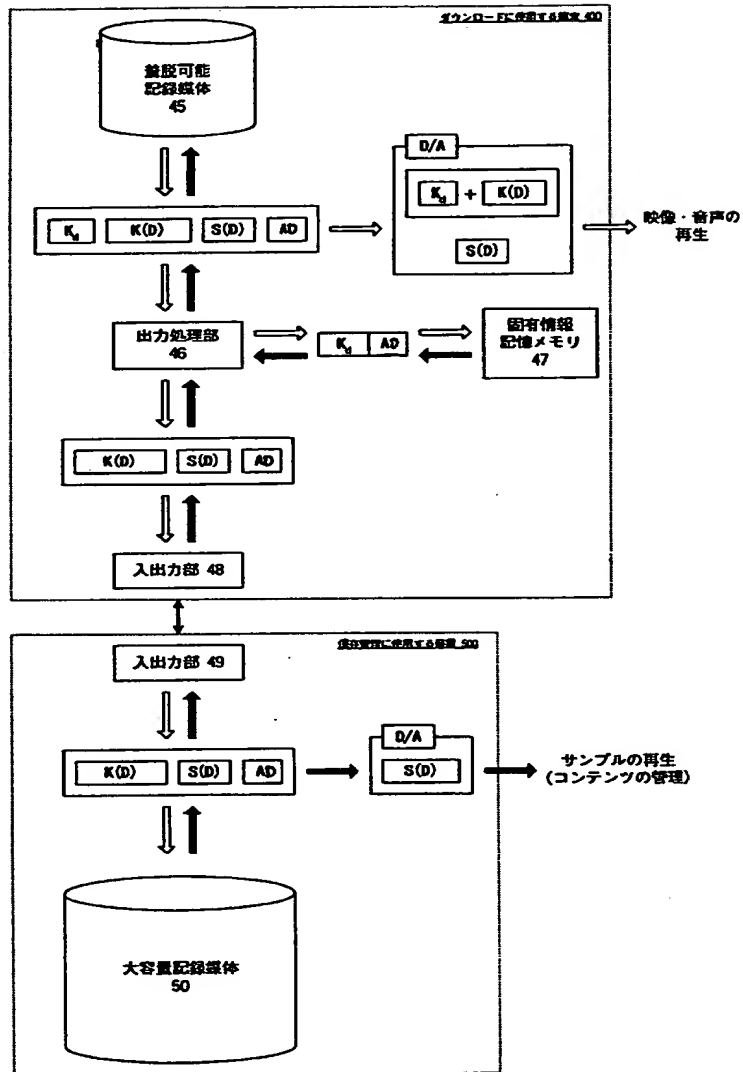 ダウンロードに使用する装置 400
着脱可能
記録媒体
45
D/A
Kd + K(D)
S(D)
Kd K(D) S(D) AD
映像・音声の
再生
出力処理部
46
Kd AD
固有情報
記憶メモリ
47
K(D) S(D) AD
入出力部 48
保存管理に使用する装置 500
入出力部 49
D/A
S(D)
K(D) S(D) AD
サンプルの再生
(コンテンツの管理)
大容量記録媒体
50